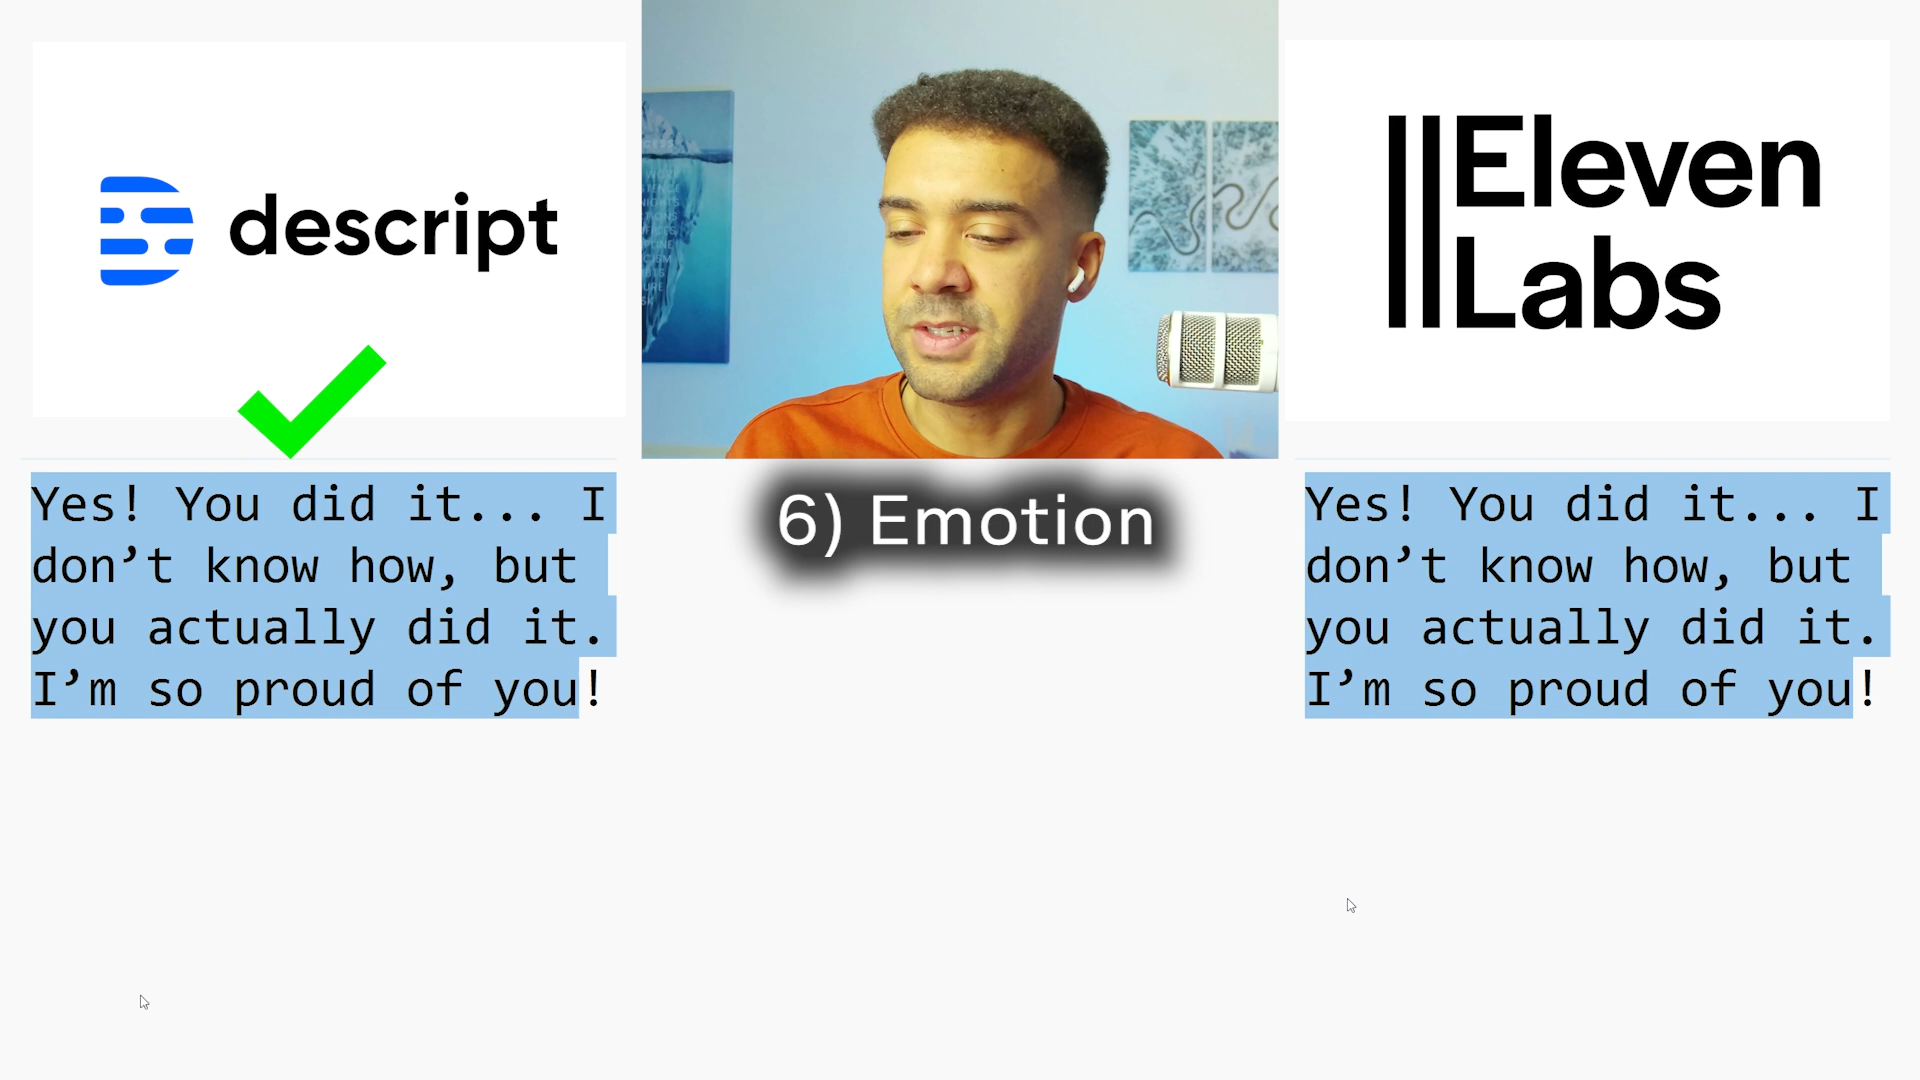 descript
Eleven
Labs
Yes! You did it... I
don’t know how, but
you actually did it.
I’m so proud of you!
6) Emotion
Yes! You did it... I
don’t know how, but
you actually did it.
I’m so proud of you!